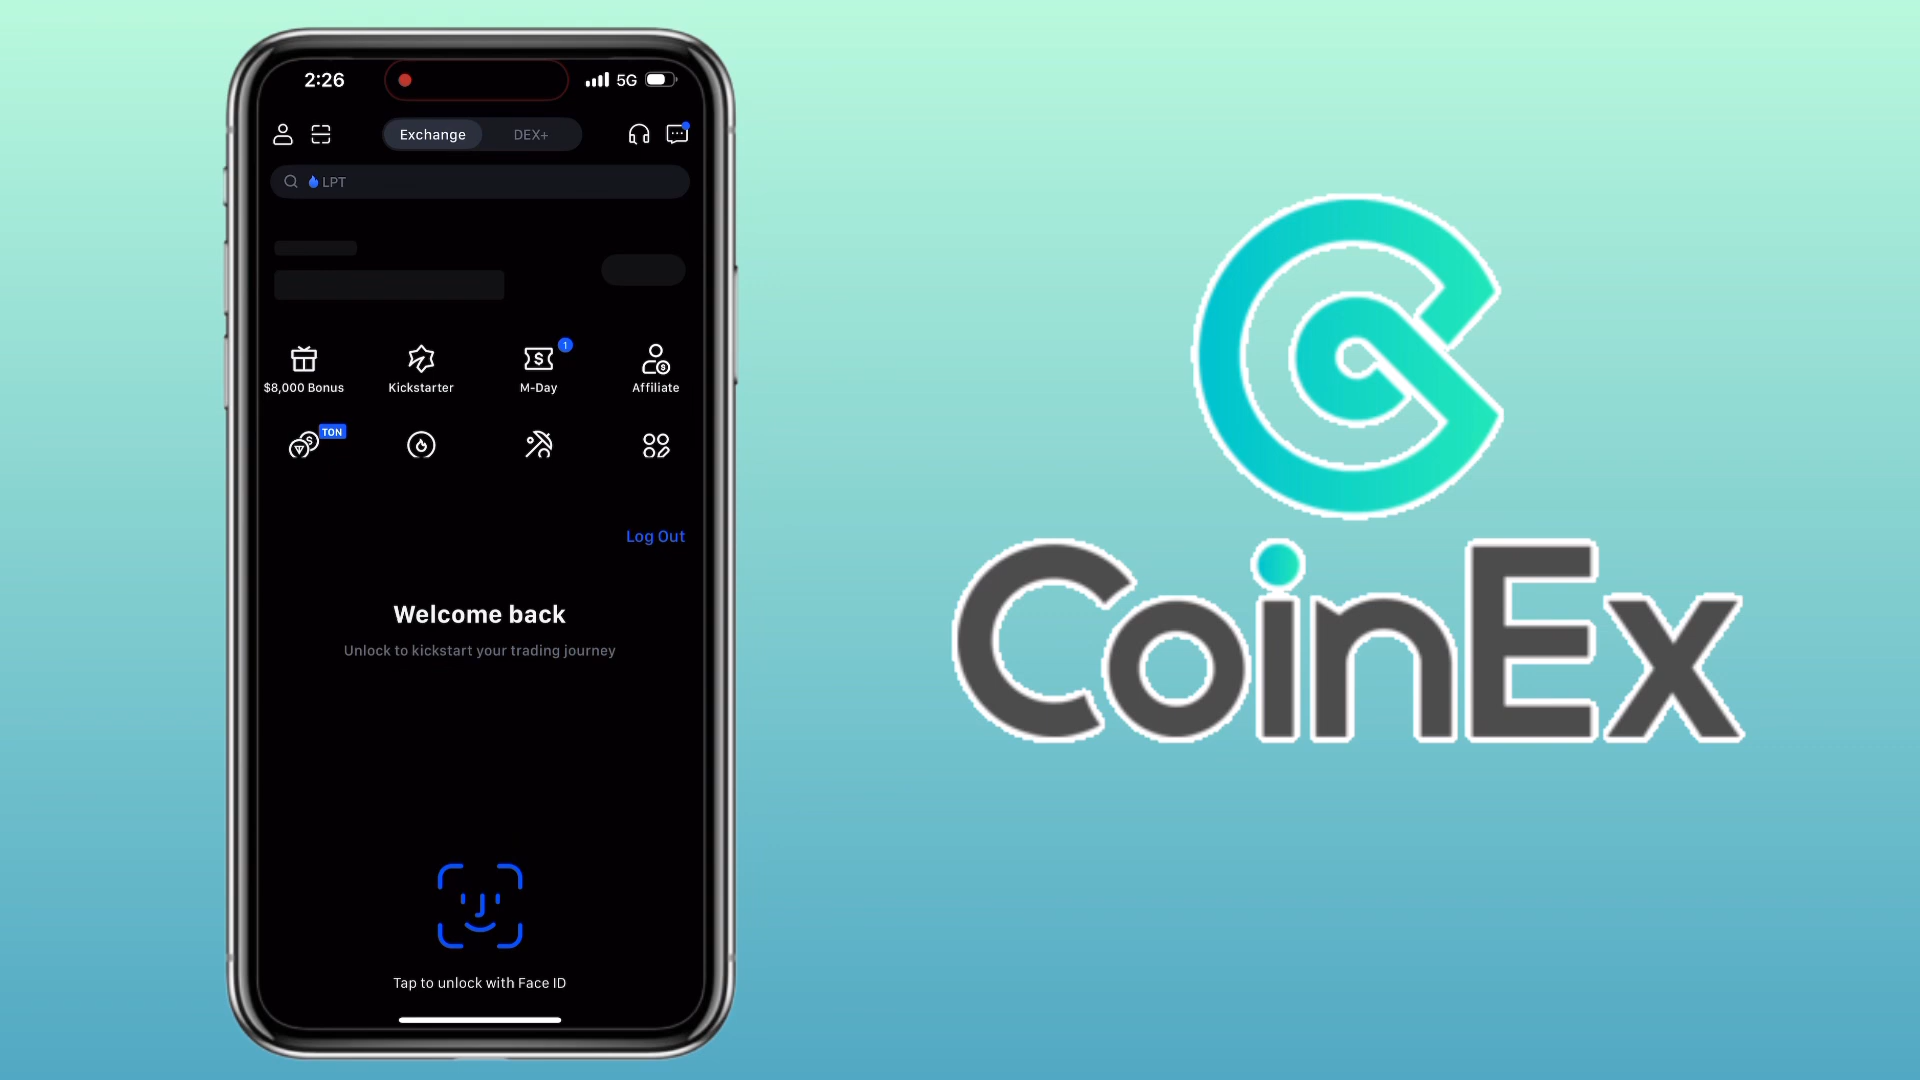 2:26
5G
Exchange
DEX+
LPT
$8,000 Bonus
Kickstarter
M-Day
1
Affiliate
TON
Log Out
Welcome back
Unlock to kickstart your trading journey
Tap to unlock with Face ID
CoinEx